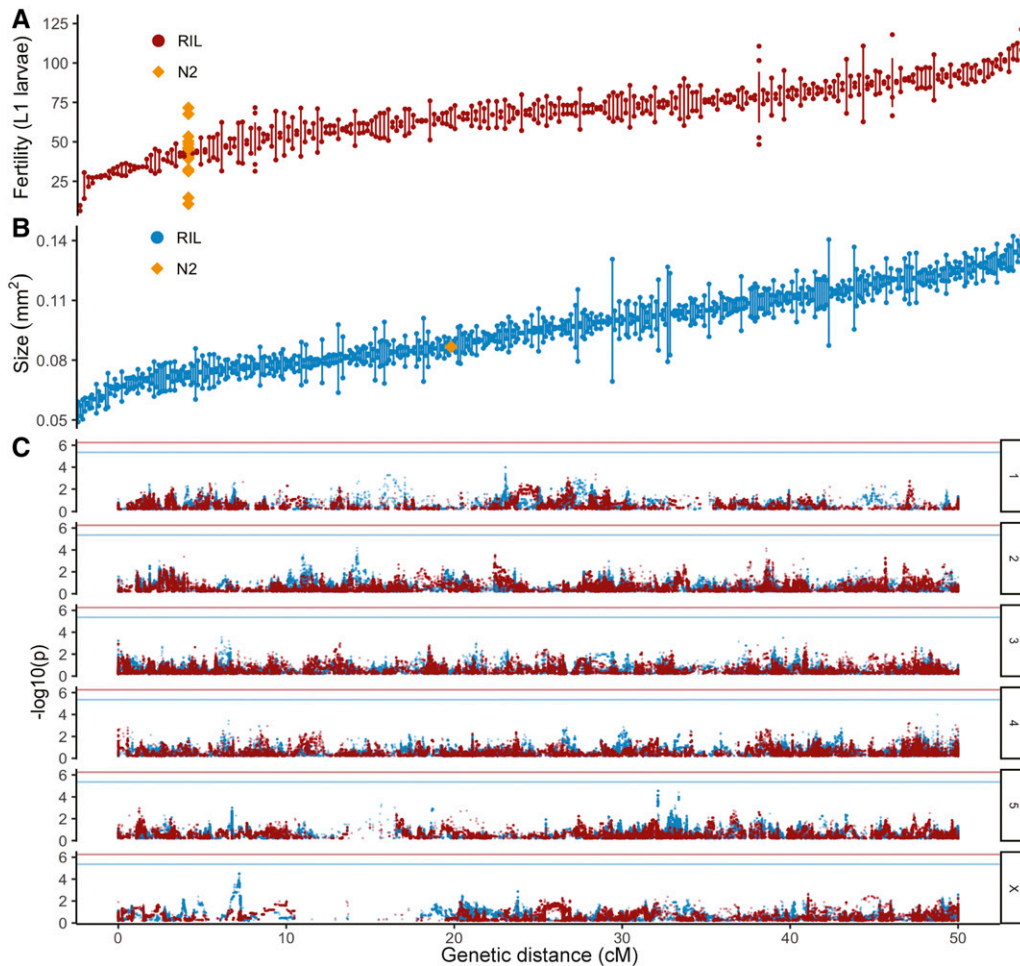 A
Fertility (L1 larvae)
125
100
75
50
25
RIL
N2
B
Size (mm²)
0.14
0.11
0.08
0.05
RIL
N2
C
-log10(p)
6
4
2
0
1
6
4
2
0
2
6
4
2
0
3
6
4
2
0
4
6
4
2
0
5
6
4
2
0
X
0 10 20 30 40 50
Genetic distance (cM)